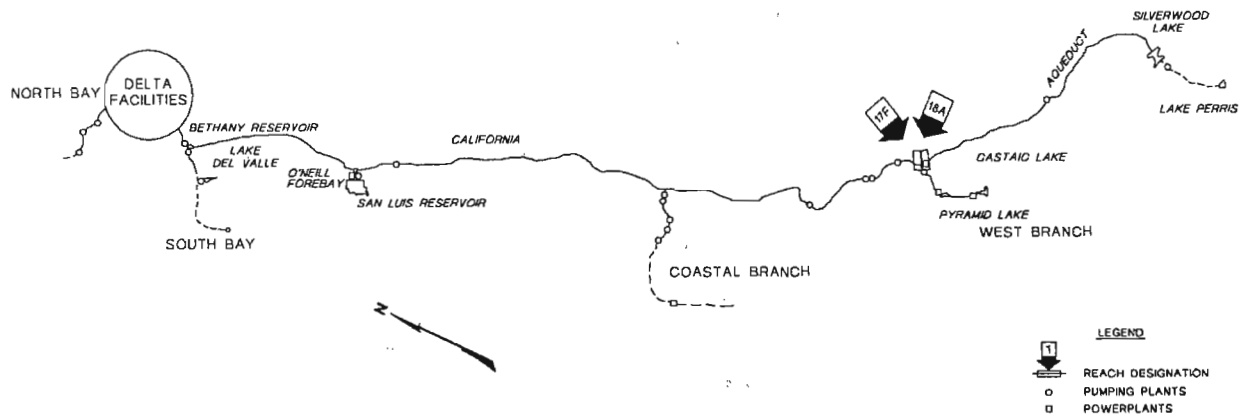 SILVERWOOD
LAKE
AQUEDUCT
LAKE PERRIS
NORTH BAY
DELTA
FACILITIES
17F
18A
BETHANY RESERVOIR
LAKE
DEL VALLE
CALIFORNIA
CASTAIC LAKE
O'NEILL
FOREBAY
SAN LUIS RESERVOIR
PYRAMID LAKE
WEST BRANCH
SOUTH BAY
COASTAL BRANCH
N
LEGEND
1
REACH DESIGNATION
PUMPING PLANTS
POWERPLANTS